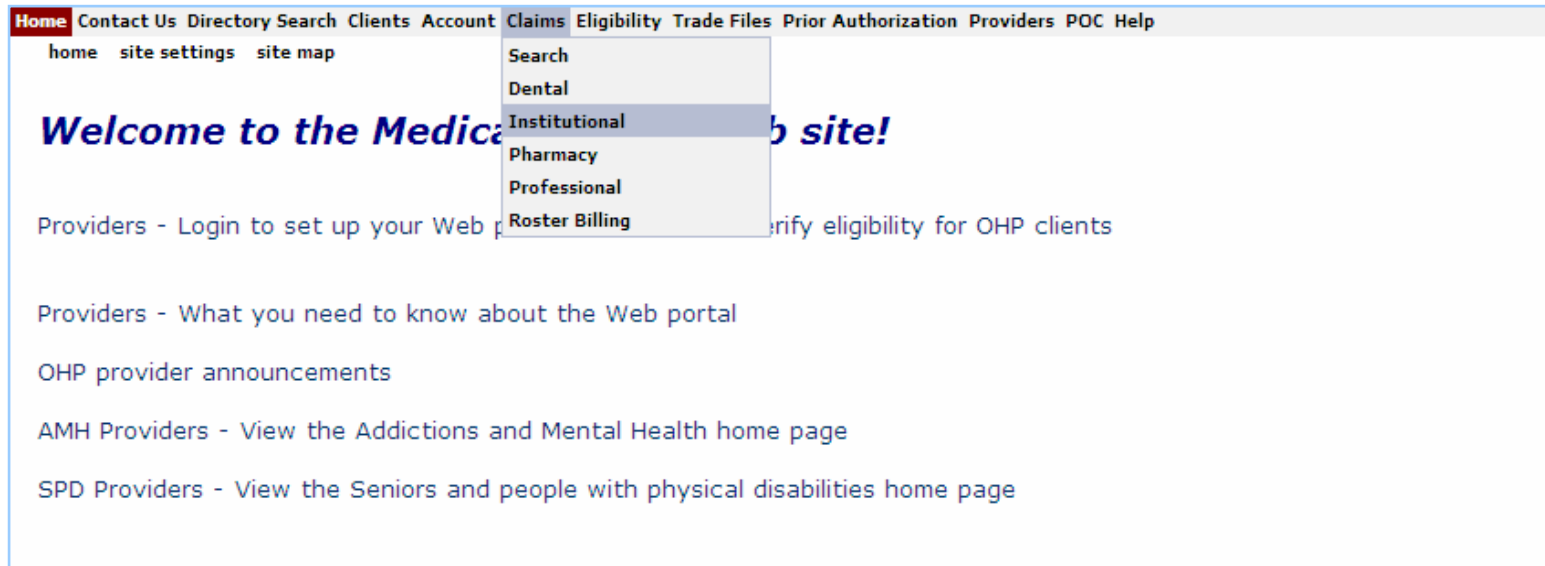 Home Contact Us Directory Search Clients Account Claims Eligibility Trade Files Prior Authorization Providers POC Help
home site settings site map
Search
Dental
Institutional
Pharmacy
Professional
Roster Billing
Welcome to the site!
Providers - Login to set up your Web eligibility for OHP clients
Providers - What you need to know about the Web portal
OHP provider announcements
AMH Providers - View the Addictions and Mental Health home page
SPD Providers - View the Seniors and people with physical disabilities home page